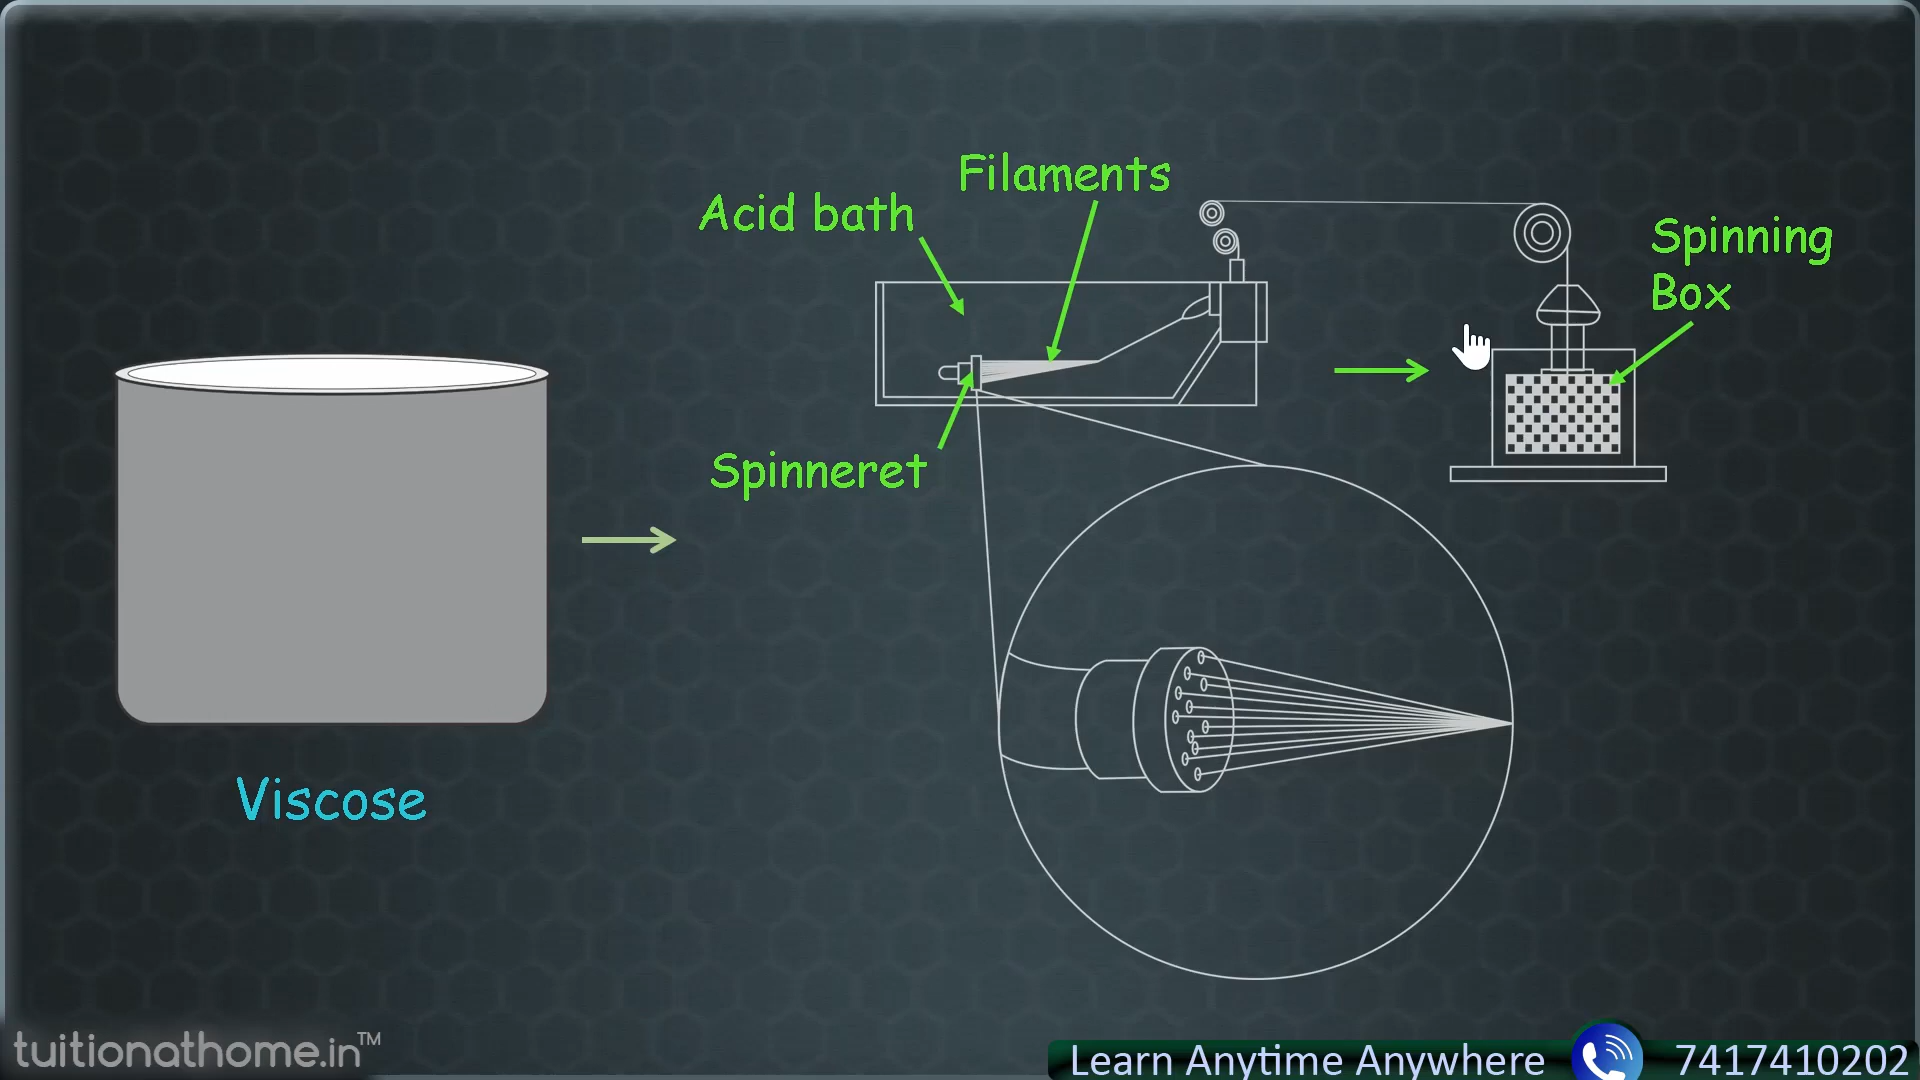 Filaments
Acid bath
Spinning
Box
Spinneret
Viscose
tuitionathome.in™
Learn Anytime Anywhere 7417410202